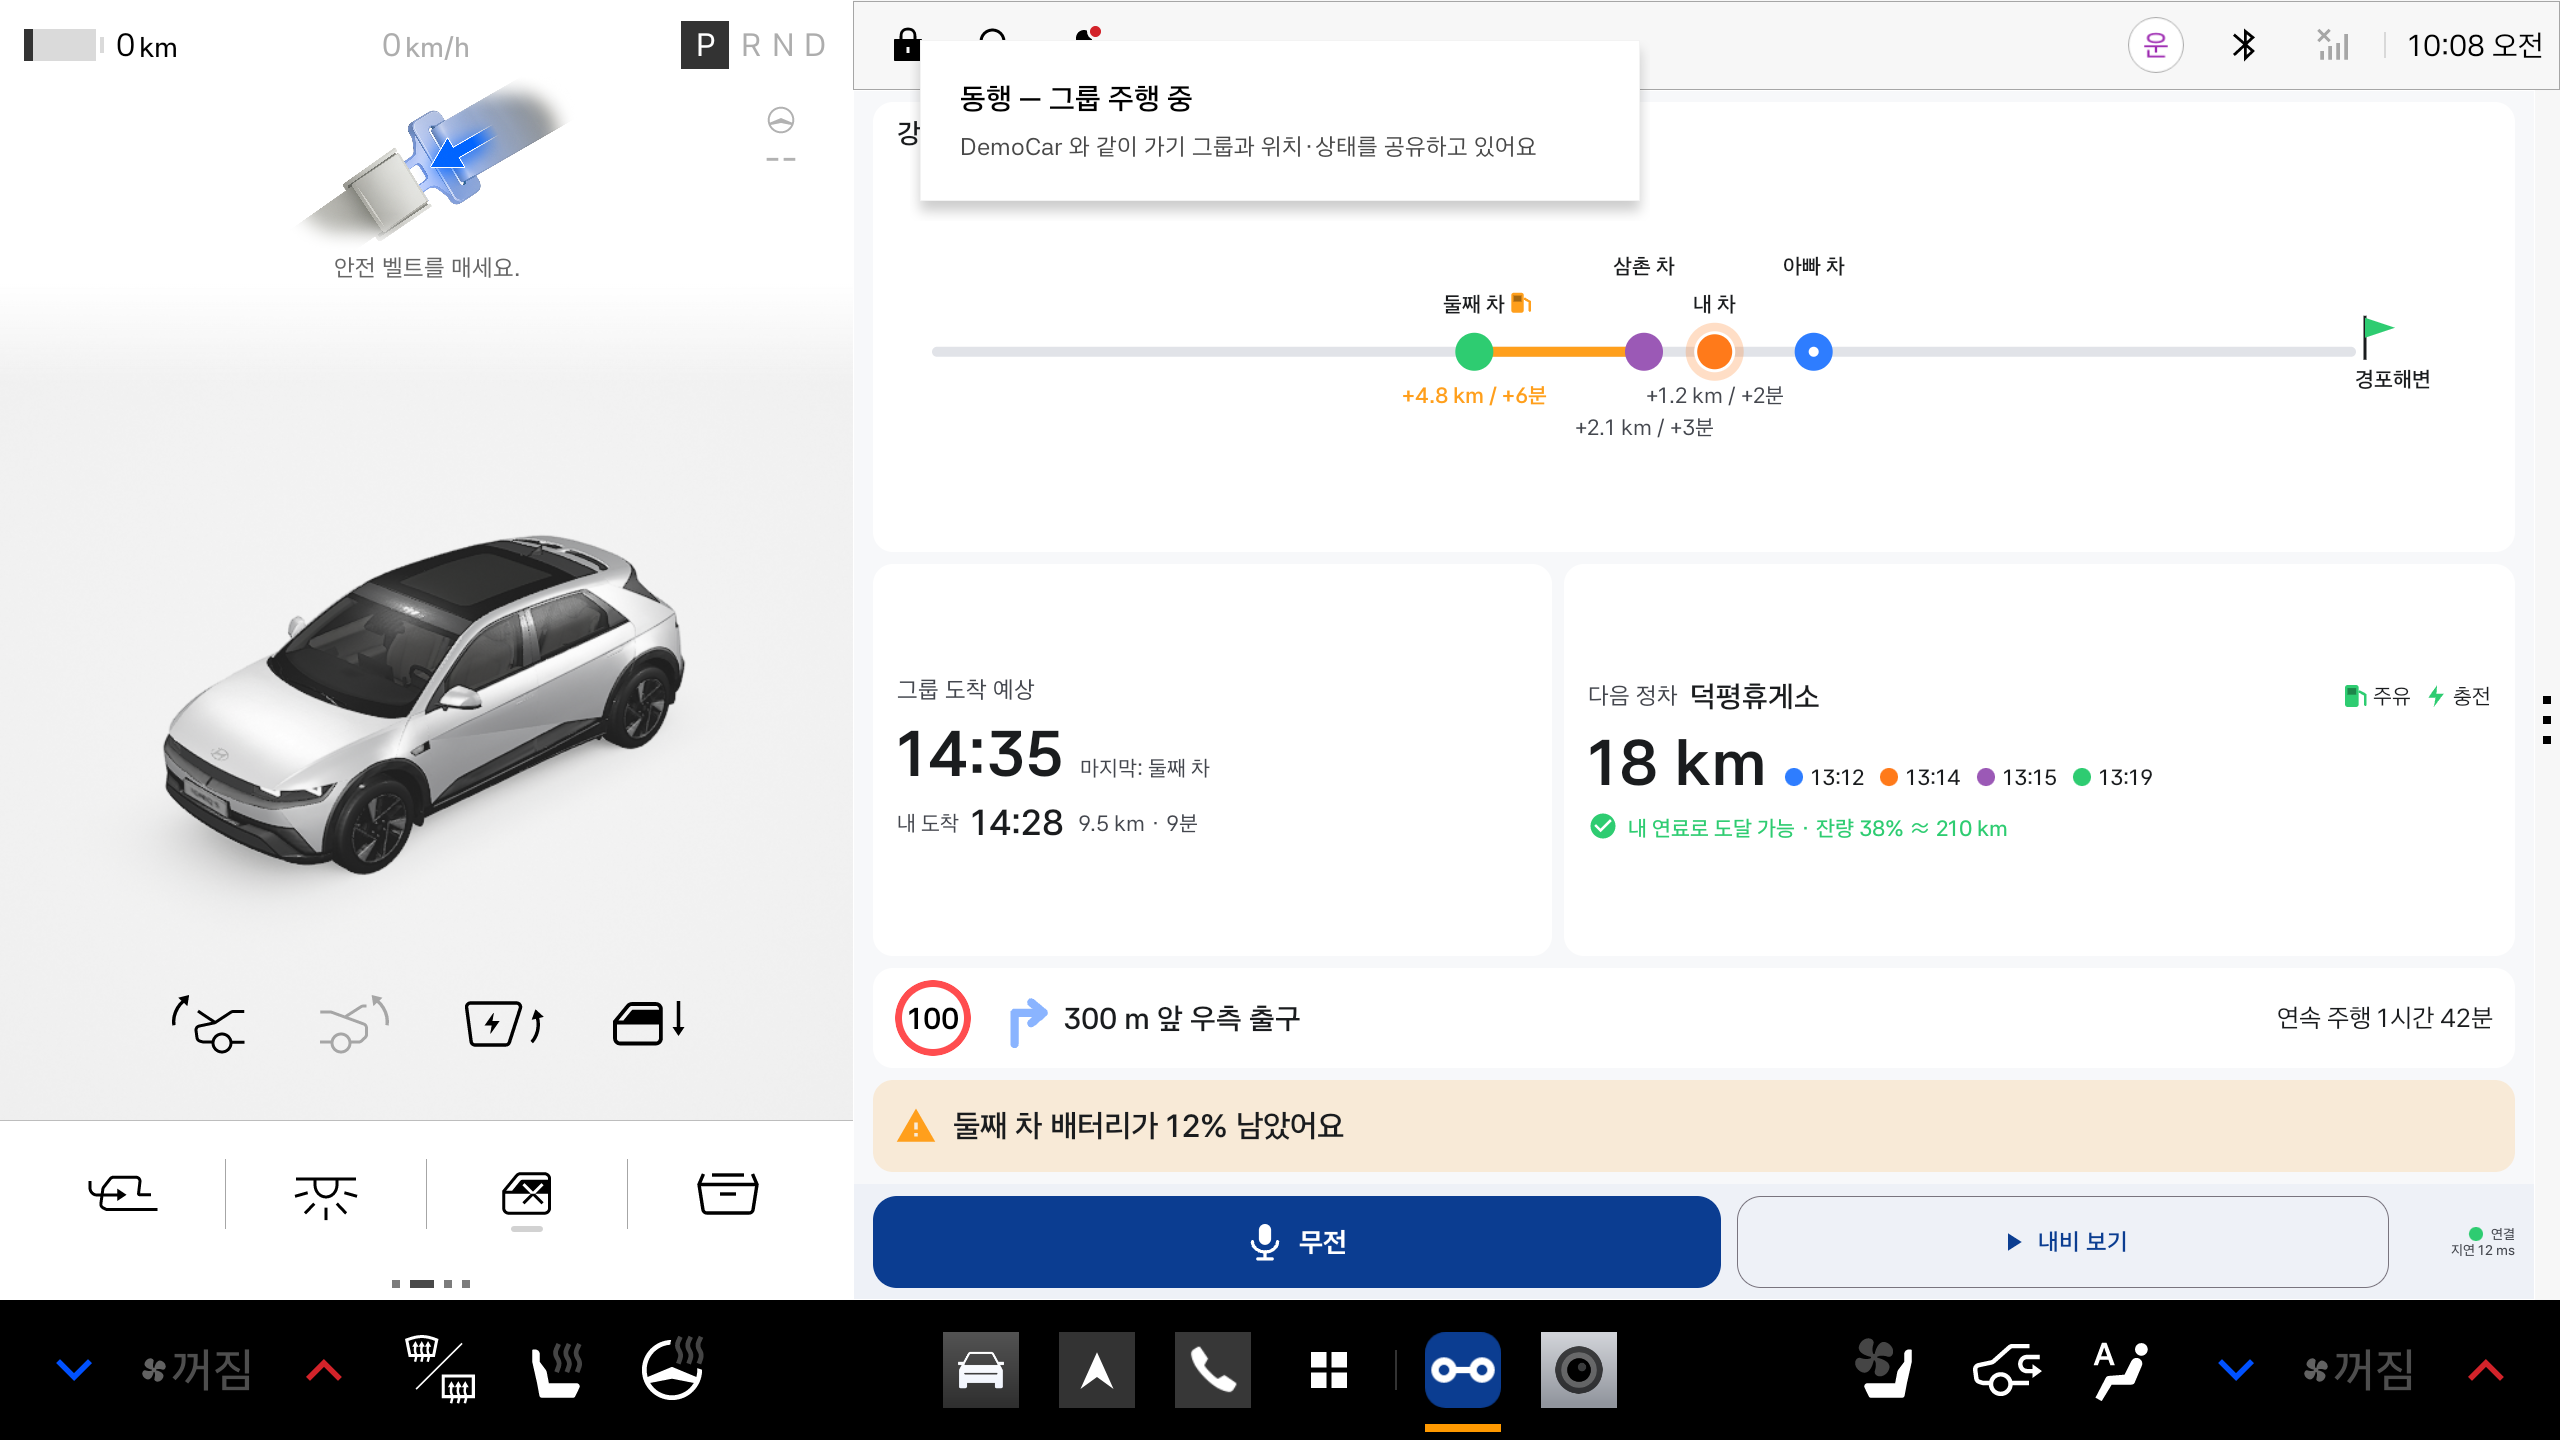 0 km
0 km/h
P R N D
안전 벨트를 매세요.
운
10:08 오전
동행 — 그룹 주행 중
DemoCar 와 같이 가기 그룹과 위치·상태를 공유하고 있어요
강
삼촌 차
아빠 차
둘째 차
내 차
경포해변
+4.8 km / +6분
+1.2 km / +2분
+2.1 km / +3분
그룹 도착 예상
14:35 마지막: 둘째 차
내 도착 14:28 9.5 km · 9분
다음 정차 덕평휴게소
주유 충전
18 km 13:12 13:14 13:15 13:19
내 연료로 도달 가능 · 잔량 38% ≈ 210 km
100
300 m 앞 우측 출구
연속 주행 1시간 42분
둘째 차 배터리가 12% 남았어요
무전
내비 보기
연결
지연 12 ms
꺼짐
A
꺼짐